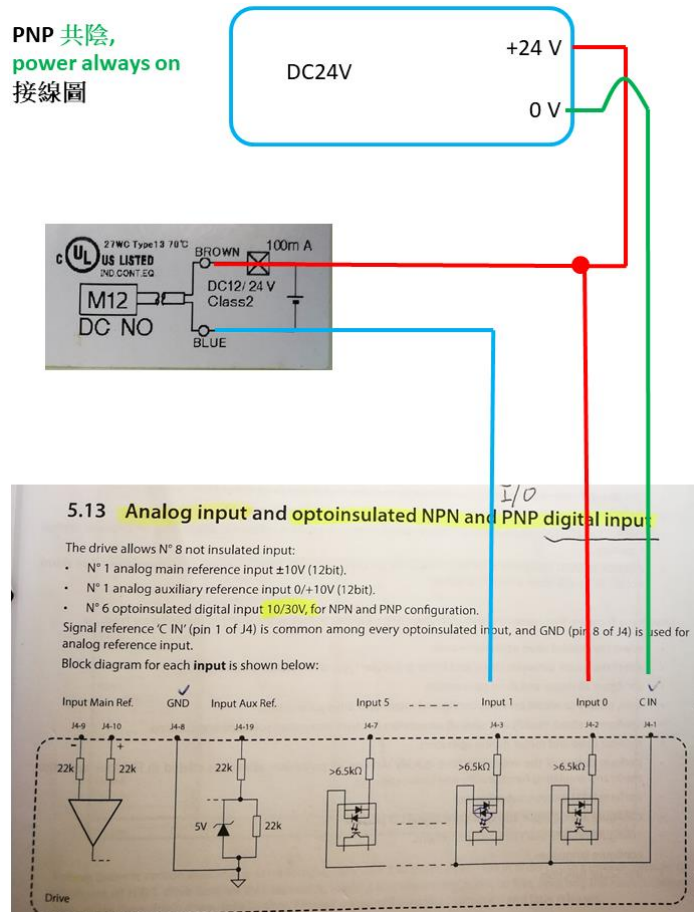 PNP 共陰,
power always on
接線圖
DC24V
+24 V
0 V
27WC Type13 70℃
C UL US LISTED
IND.CONT.EQ
M12
DC NO
BROWN
100m A
DC12/24 V
Class2
BLUE
I/O
5.13 Analog input and optoinsulated NPN and PNP digital input
The drive allows N° 8 not insulated input:
• N° 1 analog main reference input ±10V (12bit).
• N° 1 analog auxiliary reference input 0/+10V (12bit).
• N° 6 optoinsulated digital input 10/30V, for NPN and PNP configuration.
Signal reference 'C IN' (pin 1 of J4) is common among every optoinsulated input, and GND (pin 8 of J4) is used for
analog reference input.
Block diagram for each input is shown below:
Input Main Ref. GND Input Aux Ref. Input 5 Input 1 Input 0 C IN
J4-9 J4-10 J4-8 J4-19 J4-7 J4-3 J4-2 J4-1
- +
22k 22k 22k >6.5kΩ >6.5kΩ >6.5kΩ
5V 22k
Drive